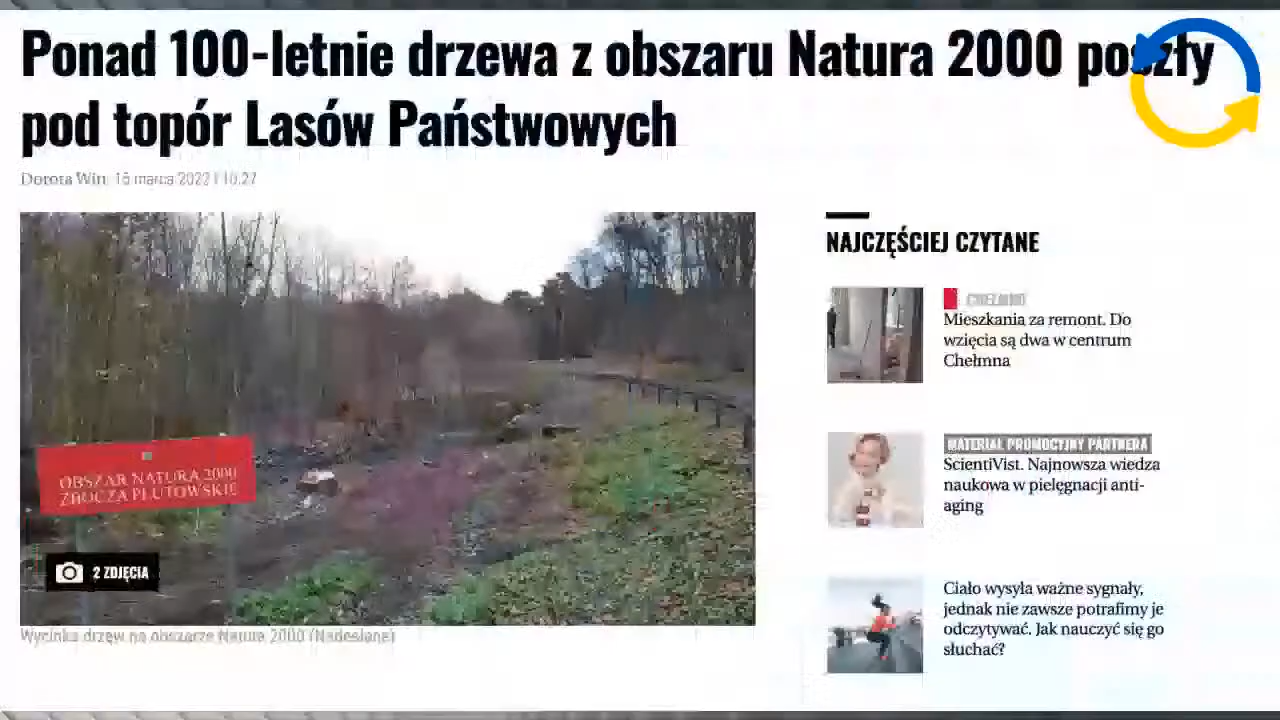 Ponad 100-letnie drzewa z obszaru Natura 2000 poszły
pod topór Lasów Państwowych
Dorota Witt 15 marca 2022 | 10:27
OBSZAR NATURA 2000
ZBOCZA PŁUTOWSKIE
2 ZDJĘCIA
Wycinka drzew na obszarze Natura 2000 (Nadesłane)
NAJCZĘŚCIEJ CZYTANE
CHEŁMNO
Mieszkania za remont. Do
wzięcia są dwa w centrum
Chełmna
MATERIAŁ PROMOCYJNY PARTNERA
ScientiVist. Najnowsza wiedza
naukowa w pielęgnacji anti-
aging
Ciało wysyła ważne sygnały,
jednak nie zawsze potrafimy je
odczytywać. Jak nauczyć się go
słuchać?